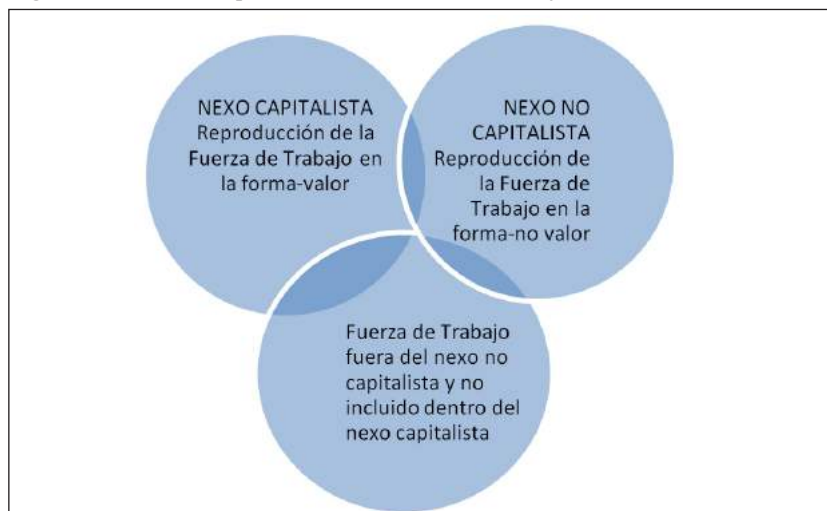 NEXO CAPITALISTA
Reproducción de la
Fuerza de Trabajo en
la forma-valor
NEXO NO
CAPITALISTA
Reproducción de
la Fuerza de
Trabajo en la
forma-no valor
Fuerza de Trabajo
fuera del nexo no
capitalista y no
incluido dentro del
nexo capitalista